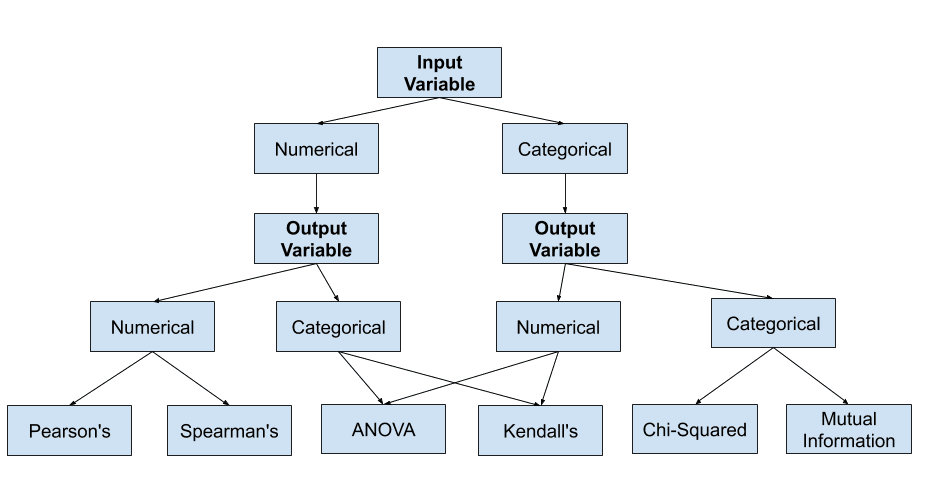 Input
Variable
Numerical
Categorical
Output
Variable
Output
Variable
Numerical
Categorical
Numerical
Categorical
Pearson's
Spearman's
ANOVA
Kendall's
Chi-Squared
Mutual
Information